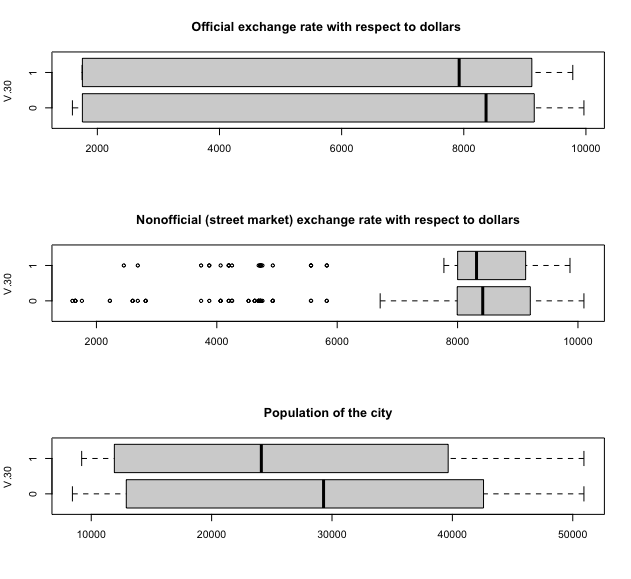 Official exchange rate with respect to dollars
V.30
1
0
2000 4000 6000 8000 10000
Nonofficial (street market) exchange rate with respect to dollars
V.30
1
0
2000 4000 6000 8000 10000
Population of the city
V.30
1
0
10000 20000 30000 40000 50000